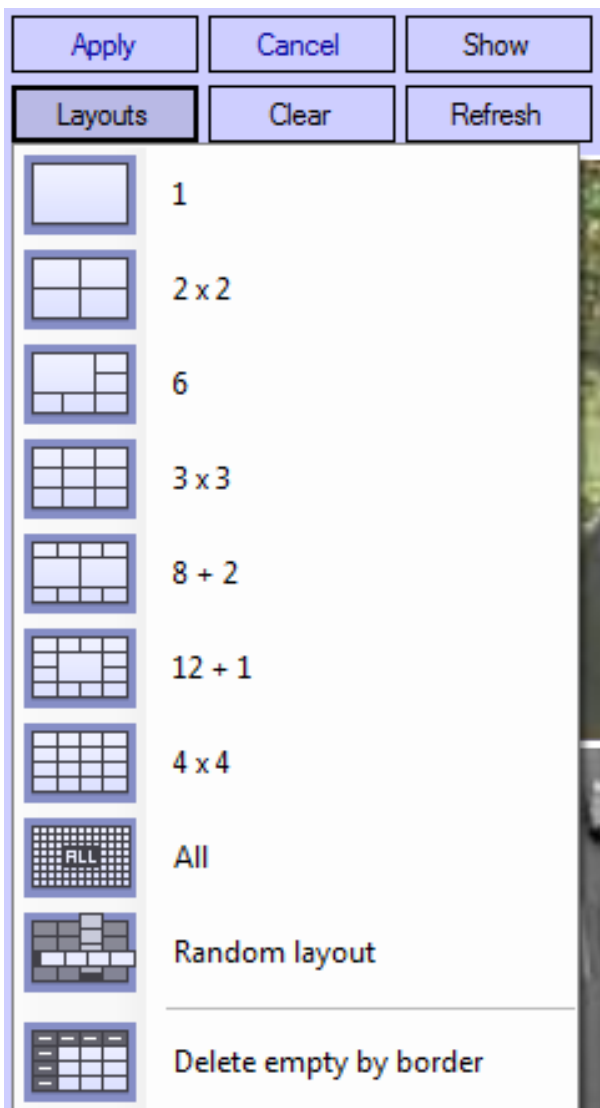 Apply Cancel Show
Layouts Clear Refresh
1
2 x 2
6
3 x 3
8 + 2
12 + 1
4 x 4
ALL All
Random layout
Delete empty by border